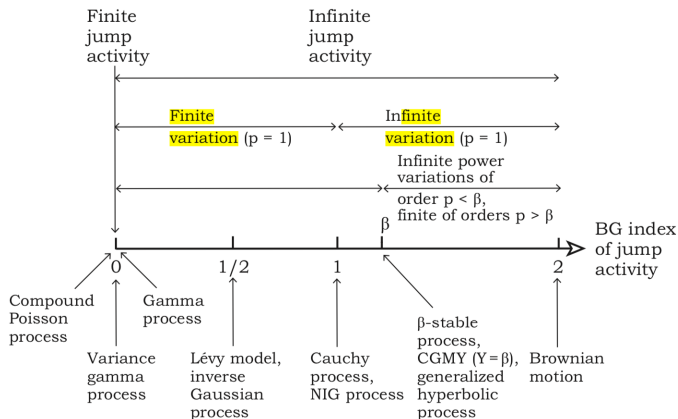 Finite
jump
activity
Infinite
jump
activity
Finite
variation (p = 1)
Infinite
variation (p = 1)
Infinite power
variations of
order p < β,
finite of orders p > β
β
BG index
of jump
activity
0
1/2
1
2
Compound
Poisson
process
Gamma
process
Variance
gamma
process
Lévy model,
inverse
Gaussian
process
Cauchy
process,
NIG process
β-stable
process,
CGMY (Y = β),
generalized
hyperbolic
process
Brownian
motion